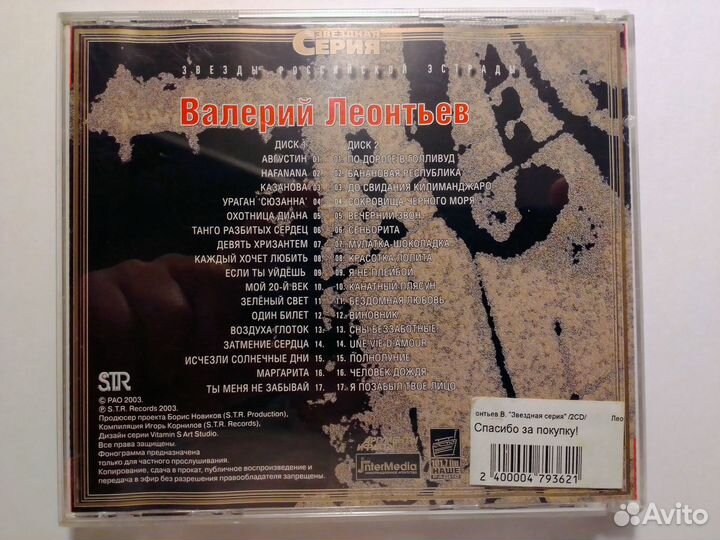 ЗВЕЗДНАЯ
СЕРИЯ
ЗВЕЗДЫ РОССИЙСКОЙ ЭСТРАДЫ
Валерий Леонтьев
ДИСК 1
АВГУСТИН 01.
HAFANANA 02.
КАЗАНОВА 03.
УРАГАН 'СЮЗАННА' 04.
ОХОТНИЦА ДИАНА 05.
ТАНГО РАЗБИТЫХ СЕРДЕЦ 06.
ДЕВЯТЬ ХРИЗАНТЕМ 07.
КАЖДЫЙ ХОЧЕТ ЛЮБИТЬ 08.
ЕСЛИ ТЫ УЙДЁШЬ 09.
МОЙ 20-Й ВЕК 10.
ЗЕЛЁНЫЙ СВЕТ 11.
ОДИН БИЛЕТ 12.
ВОЗДУХА ГЛОТОК 13.
ЗАТМЕНИЕ СЕРДЦА 14.
ИСЧЕЗЛИ СОЛНЕЧНЫЕ ДНИ 15.
МАРГАРИТА 16.
ТЫ МЕНЯ НЕ ЗАБЫВАЙ 17.
ДИСК 2
01. ПО ДОРОГЕ В ГОЛЛИВУД
02. БАНАНОВАЯ РЕСПУБЛИКА
03. ДО СВИДАНИЯ КИЛИМАНДЖАРО
04. СОКРОВИЩА ЧЕРНОГО МОРЯ
05. ВЕЧЕРНИЙ ЗВОН
06. СЕНЬОРИТА
07. МУЛАТКА-ШОКОЛАДКА
08. КРАСОТКА ЛОЛИТА
09. Я НЕ ПЛЕЙБОЙ
10. КАНАТНЫЙ ПЛЯСУН
11. БЕЗДОМНАЯ ЛЮБОВЬ
12. ВИНОВНИК
13. СНЫ БЕЗЗАБОТНЫЕ
14. UNE VIE D'AMOUR
15. ПОЛНОЛУНИЕ
16. ЧЕЛОВЕК ДОЖДЯ
17. Я ПОЗАБЫЛ ТВОЕ ЛИЦО
STR
© РАО 2003.
℗ S.T.R. Records 2003.
Продюсер проекта Борис Новиков (S.T.R. Production),
Компиляция Игорь Корнилов (S.T.R. Records),
Дизайн серии Vitamin S Art Studio.
Все права защищены.
Фонограмма предназначена
только для частного прослушивания.
Копирование, сдача в прокат, публичное воспроизведение и
передача в эфир без разрешения правообладателя запрещены.
АРГУМЕНТЫ
И ФАКТЫ
InterMedia
101.7 fm
НАШЕ
РАДИО
онтьев В. "Звездная серия" /2CD/ Лео
Спасибо за покупку!
2 400004 793621
Avito